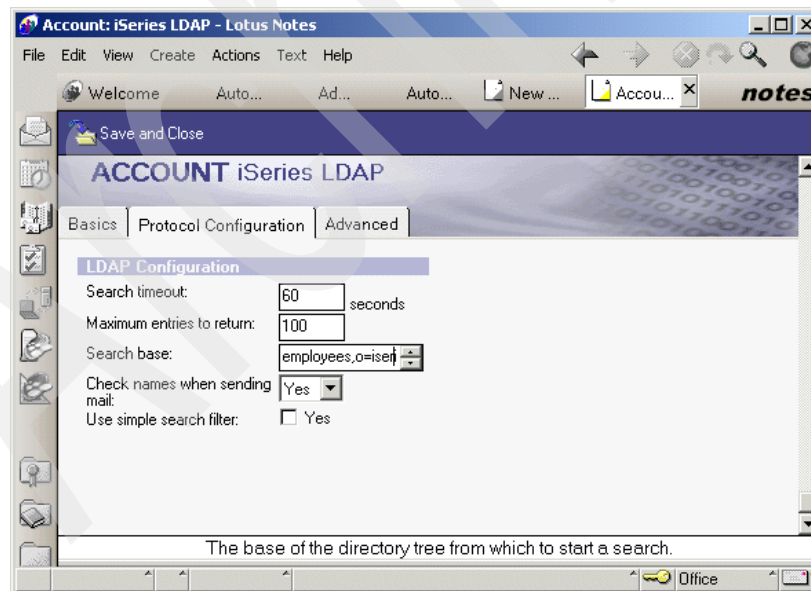 Account: iSeries LDAP - Lotus Notes
File Edit View Create Actions Text Help
Welcome Auto... Ad... Auto... New ... Accou... notes
Save and Close
ACCOUNT iSeries LDAP
Basics Protocol Configuration Advanced
LDAP Configuration
Search timeout: 60 seconds
Maximum entries to return: 100
Search base: employees,o=iseri
Check names when sending mail: Yes
Use simple search filter: Yes
The base of the directory tree from which to start a search.
Office